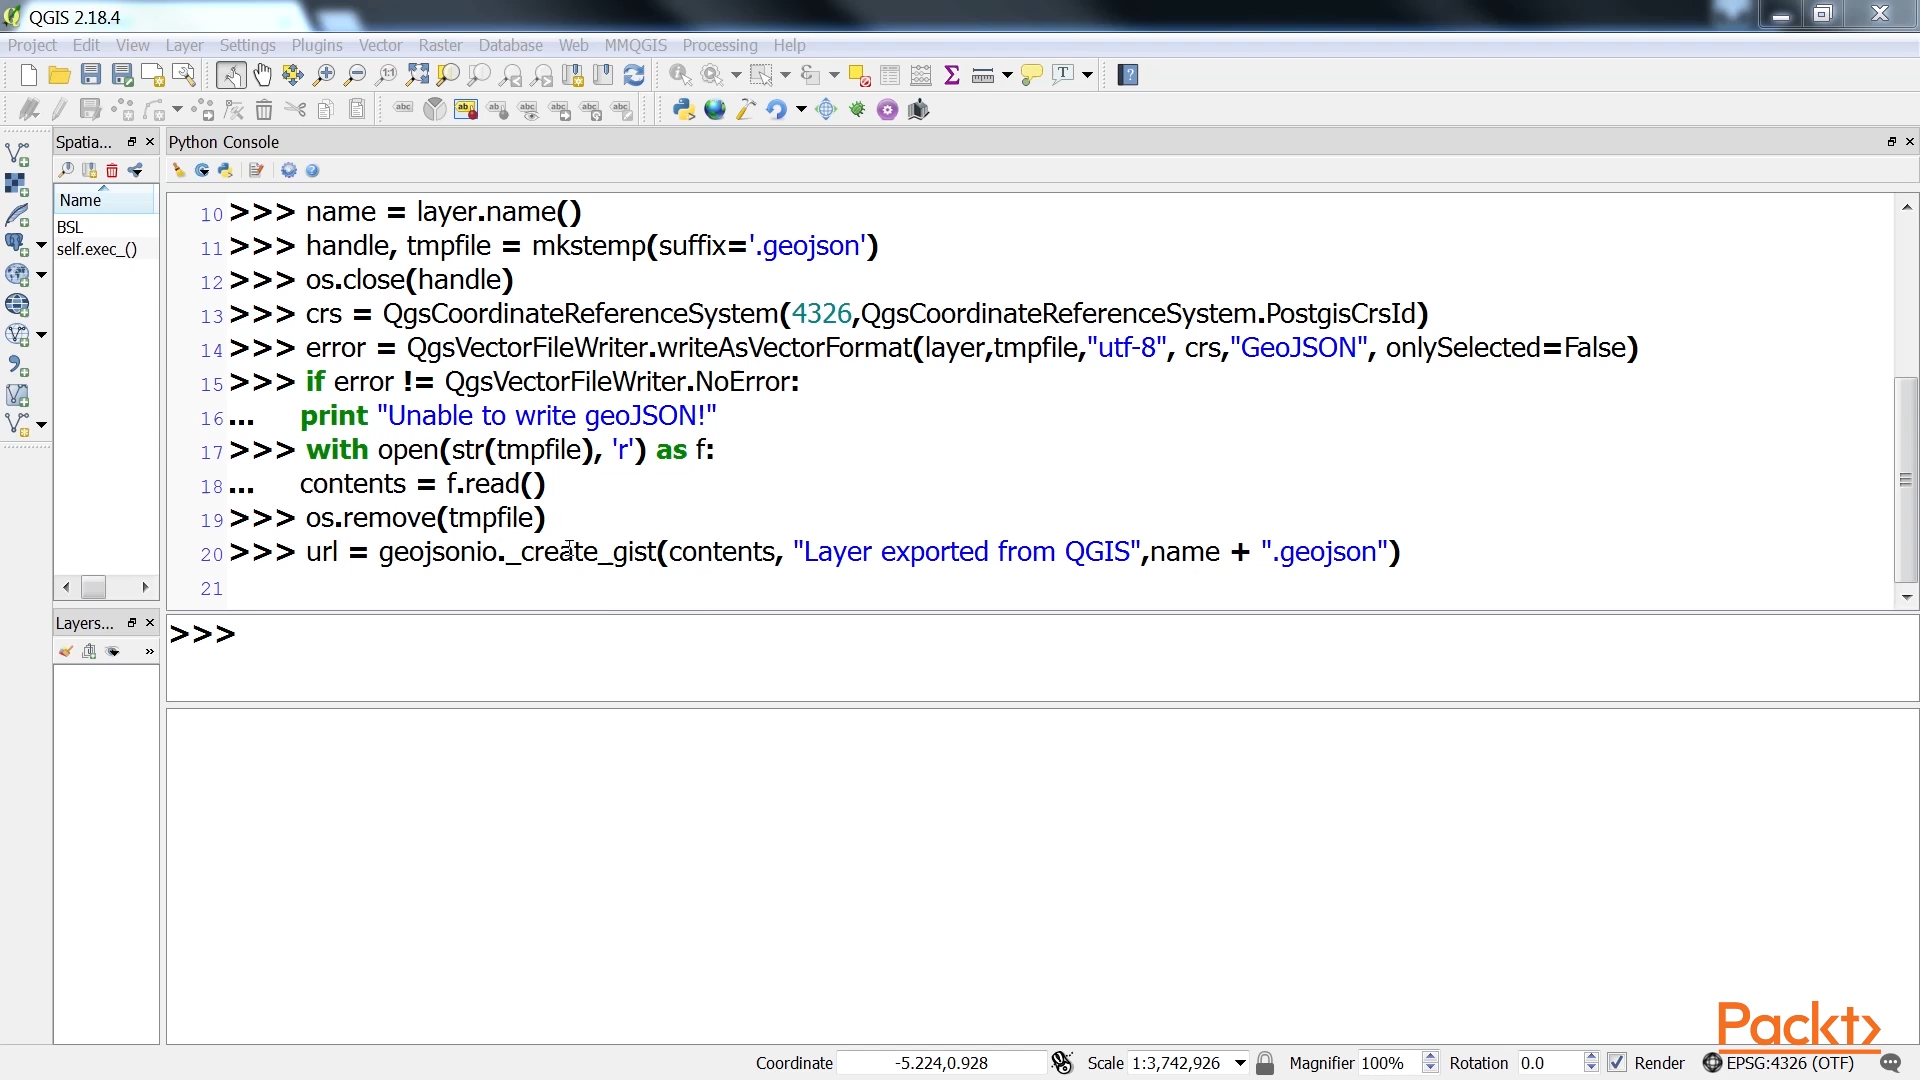 QGIS 2.18.4
Project Edit View Layer Settings Plugins Vector Raster Database Web MMQGIS Processing Help
Spatia...
Python Console
Name
BSL
self.exec_()
10 >>> name = layer.name()
11 >>> handle, tmpfile = mkstemp(suffix='.geojson')
12 >>> os.close(handle)
13 >>> crs = QgsCoordinateReferenceSystem(4326,QgsCoordinateReferenceSystem.PostgisCrsId)
14 >>> error = QgsVectorFileWriter.writeAsVectorFormat(layer,tmpfile,"utf-8", crs,"GeoJSON", onlySelected=False)
15 >>> if error != QgsVectorFileWriter.NoError:
16 ... print "Unable to write geoJSON!"
17 >>> with open(str(tmpfile), 'r') as f:
18 ... contents = f.read()
19 >>> os.remove(tmpfile)
20 >>> url = geojsonio._create_gist(contents, "Layer exported from QGIS",name + ".geojson")
21
Layers...
>>>
Packt>
Coordinate -5.224,0.928 Scale 1:3,742,926 Magnifier 100% Rotation 0.0 Render EPSG:4326 (OTF)